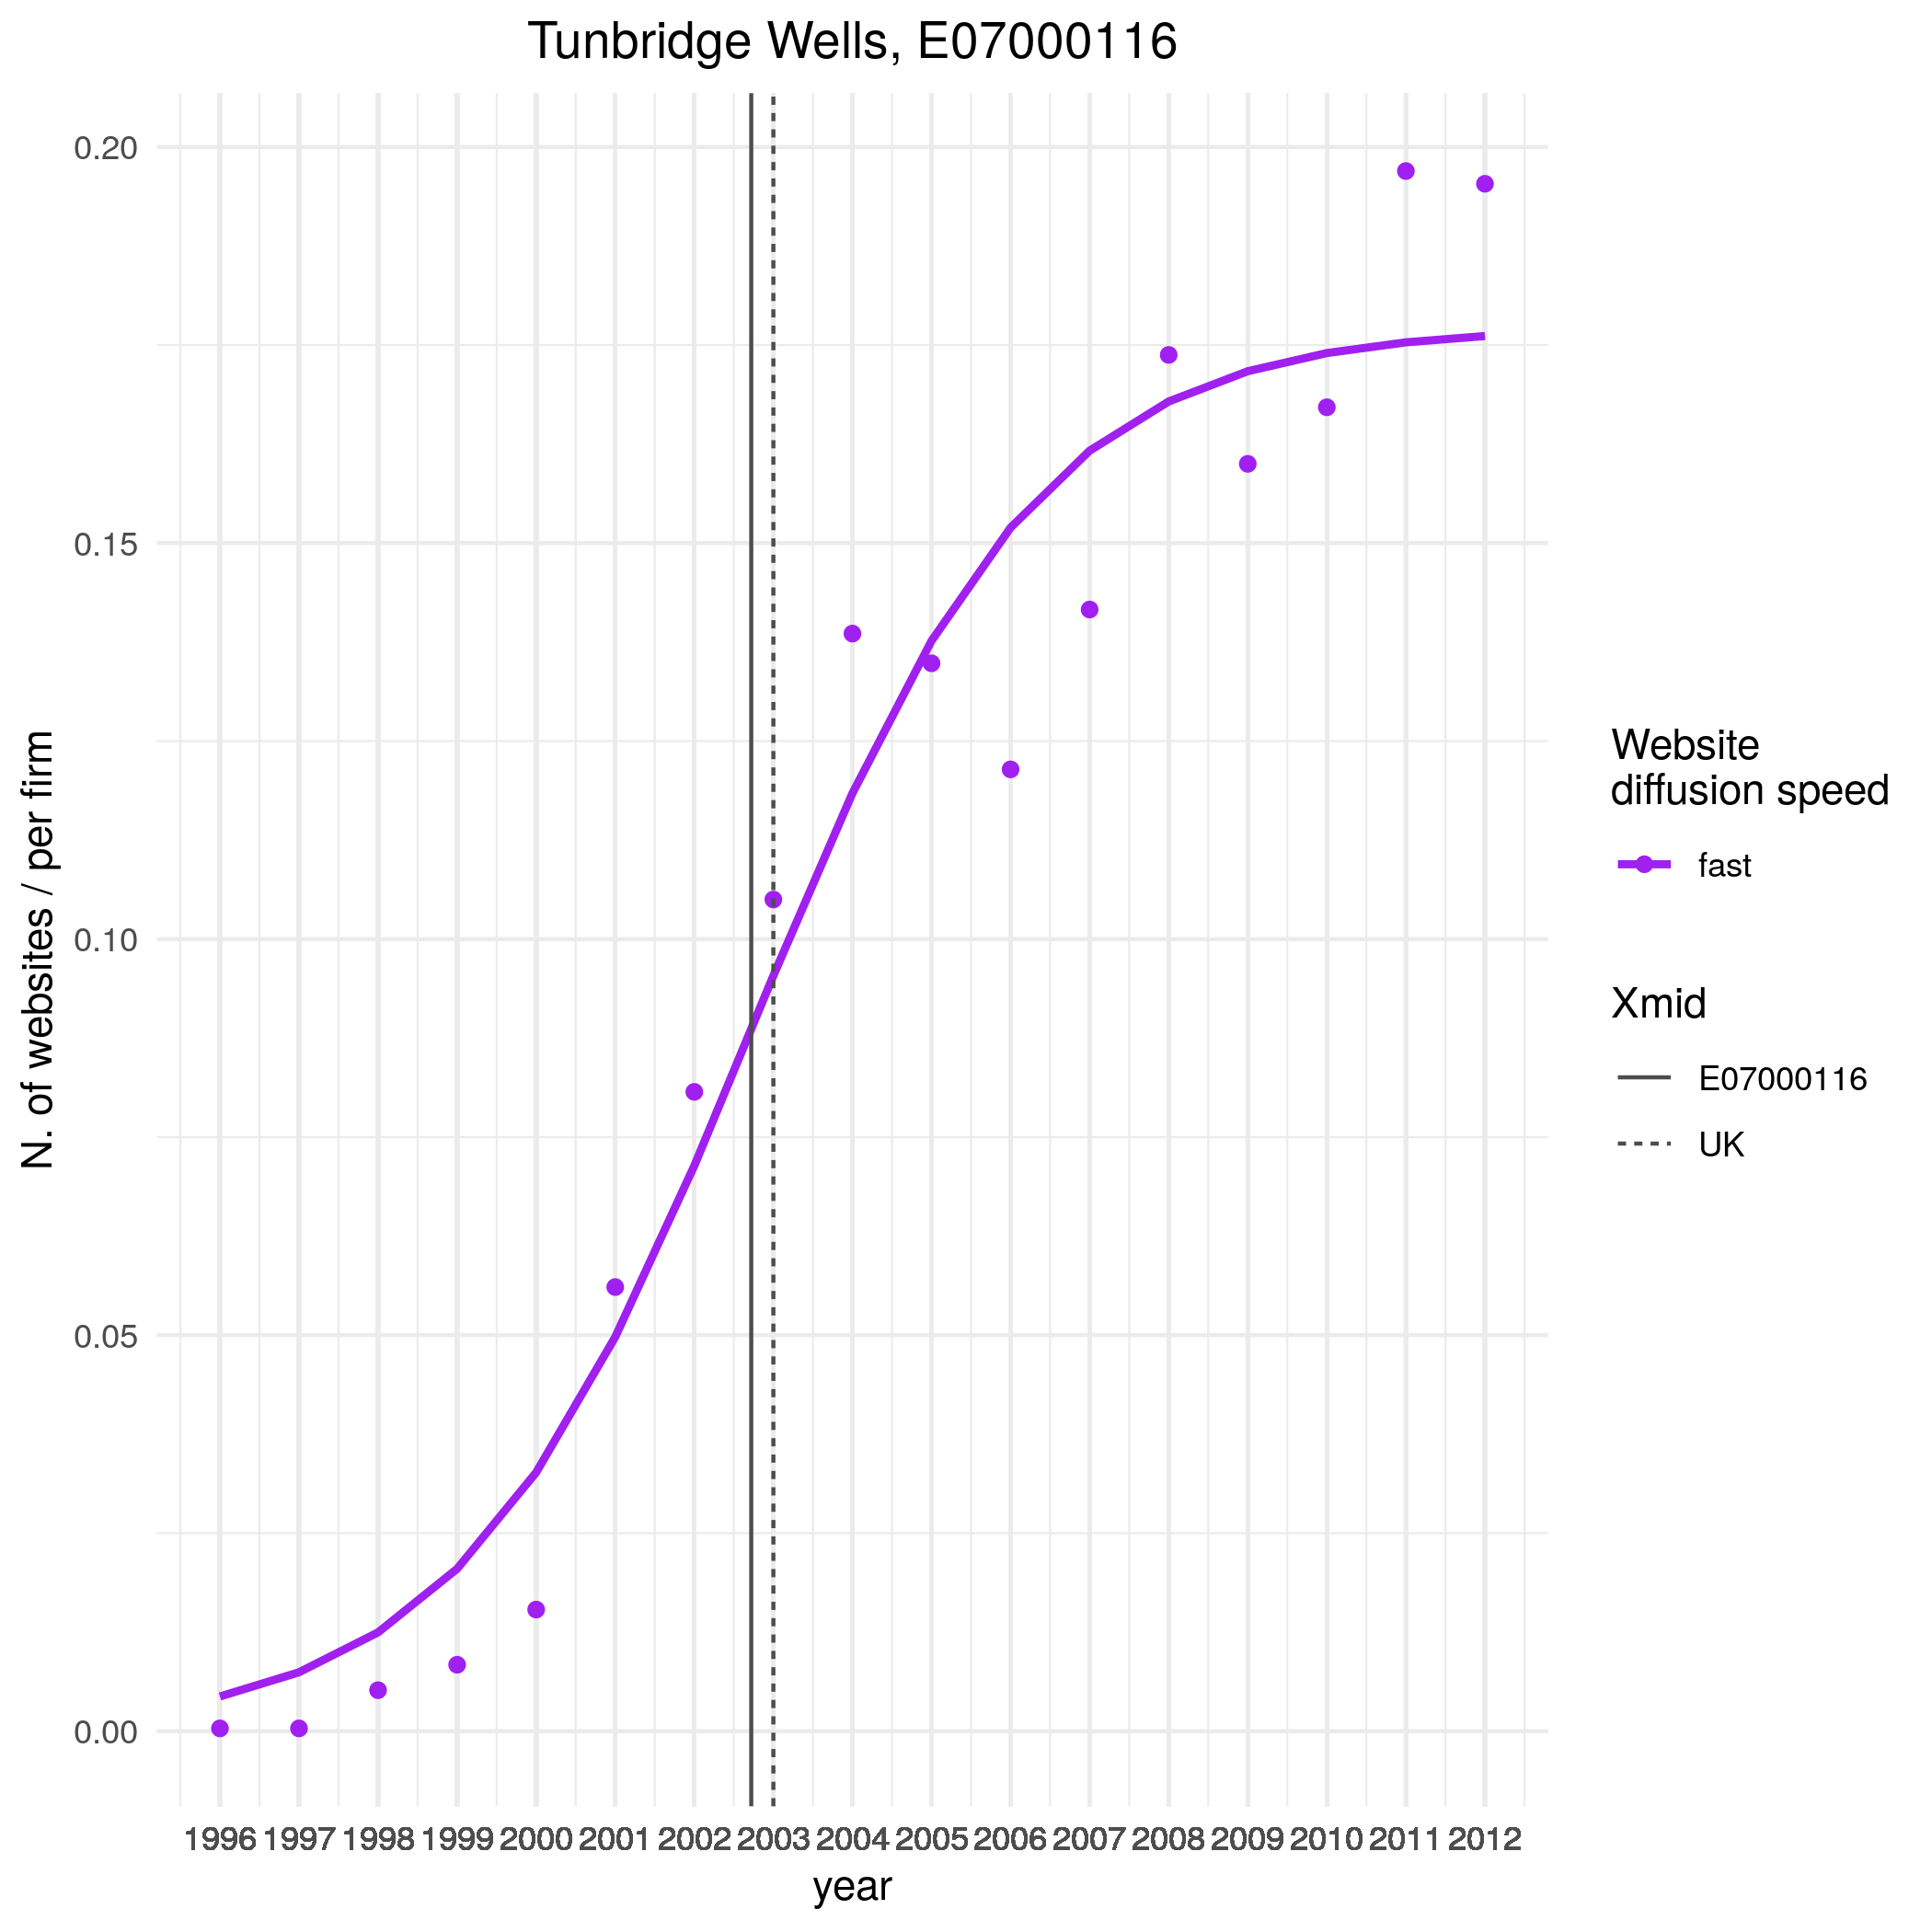 Tunbridge Wells, E07000116
0.20
0.15
0.10
0.05
0.00
N. of websites / per firm
1996 1997 1998 1999 2000 2001 2002 2003 2004 2005 2006 2007 2008 2009 2010 2011 2012
year
Website
diffusion speed
fast
Xmid
E07000116
UK